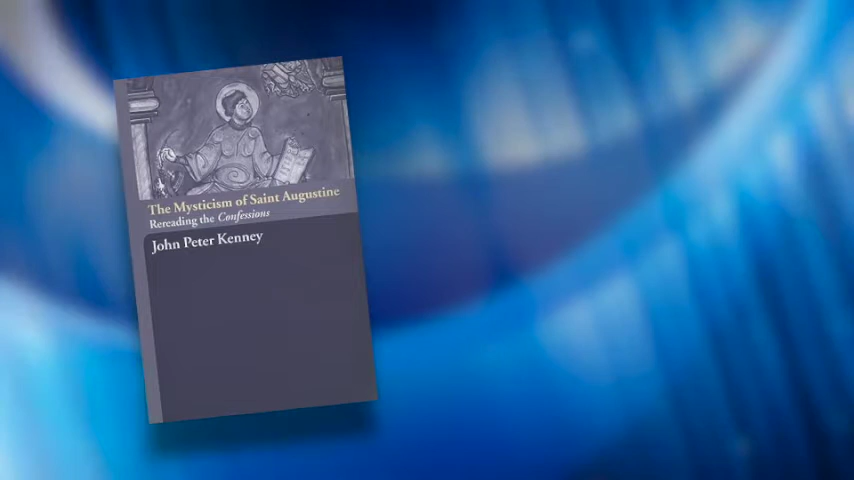 The Mysticism of Saint Augustine
Rereading the Confessions
John Peter Kenney